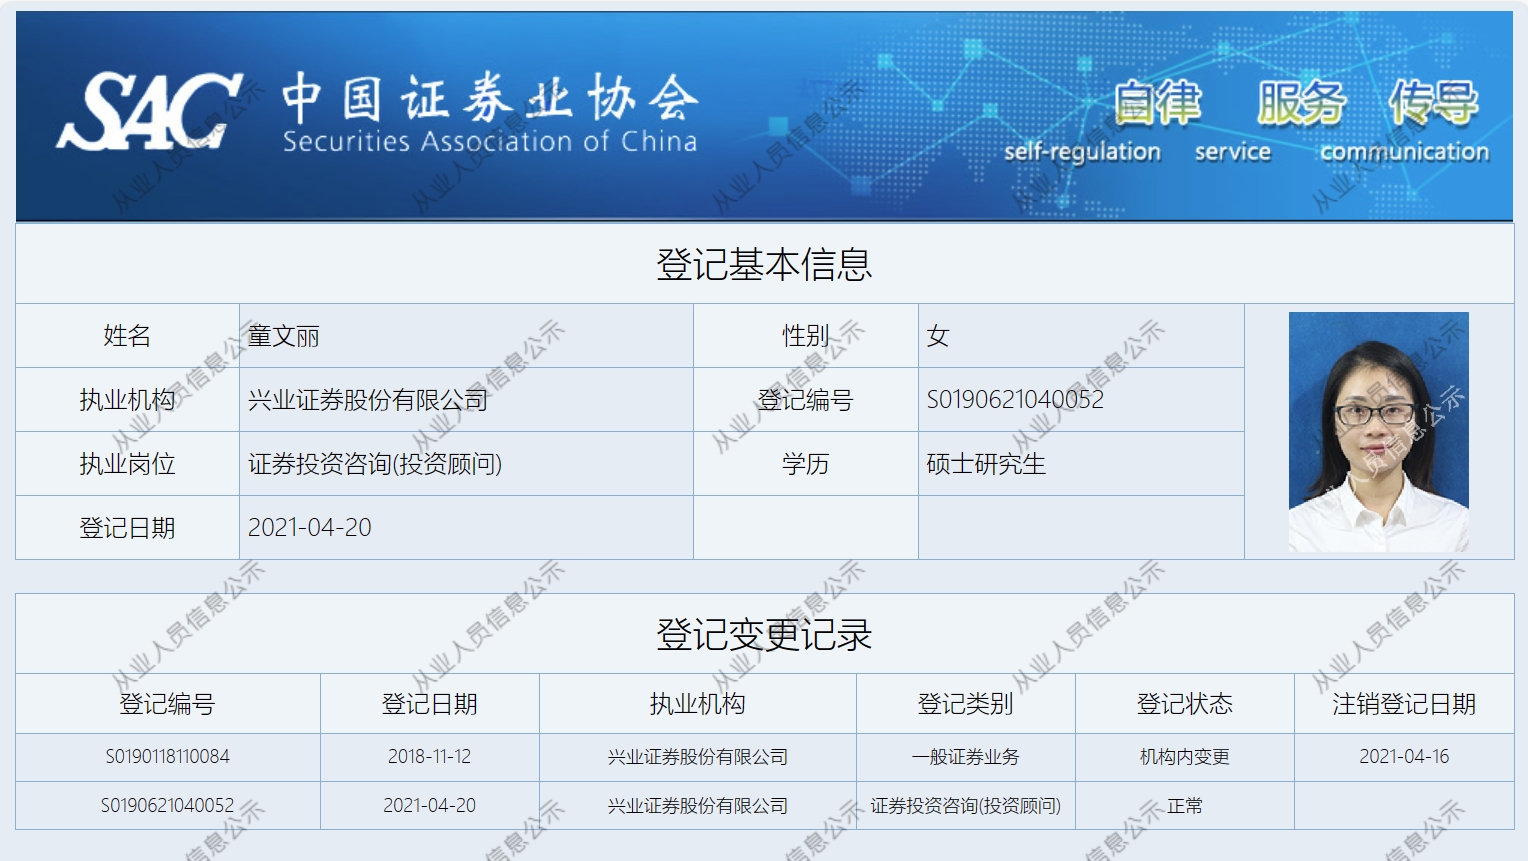 SAC 中国证券业协会
Securities Association of China
自律 服务 传导
self-regulation service communication
登记基本信息
姓名 童文丽 性别 女
执业机构 兴业证券股份有限公司 登记编号 S0190621040052
执业岗位 证券投资咨询(投资顾问) 学历 硕士研究生
登记日期 2021-04-20
登记变更记录
登记编号 登记日期 执业机构 登记类别 登记状态 注销登记日期
S0190118110084 2018-11-12 兴业证券股份有限公司 一般证券业务 机构内变更 2021-04-16
S0190621040052 2021-04-20 兴业证券股份有限公司 证券投资咨询(投资顾问) 正常
从业人员信息公示